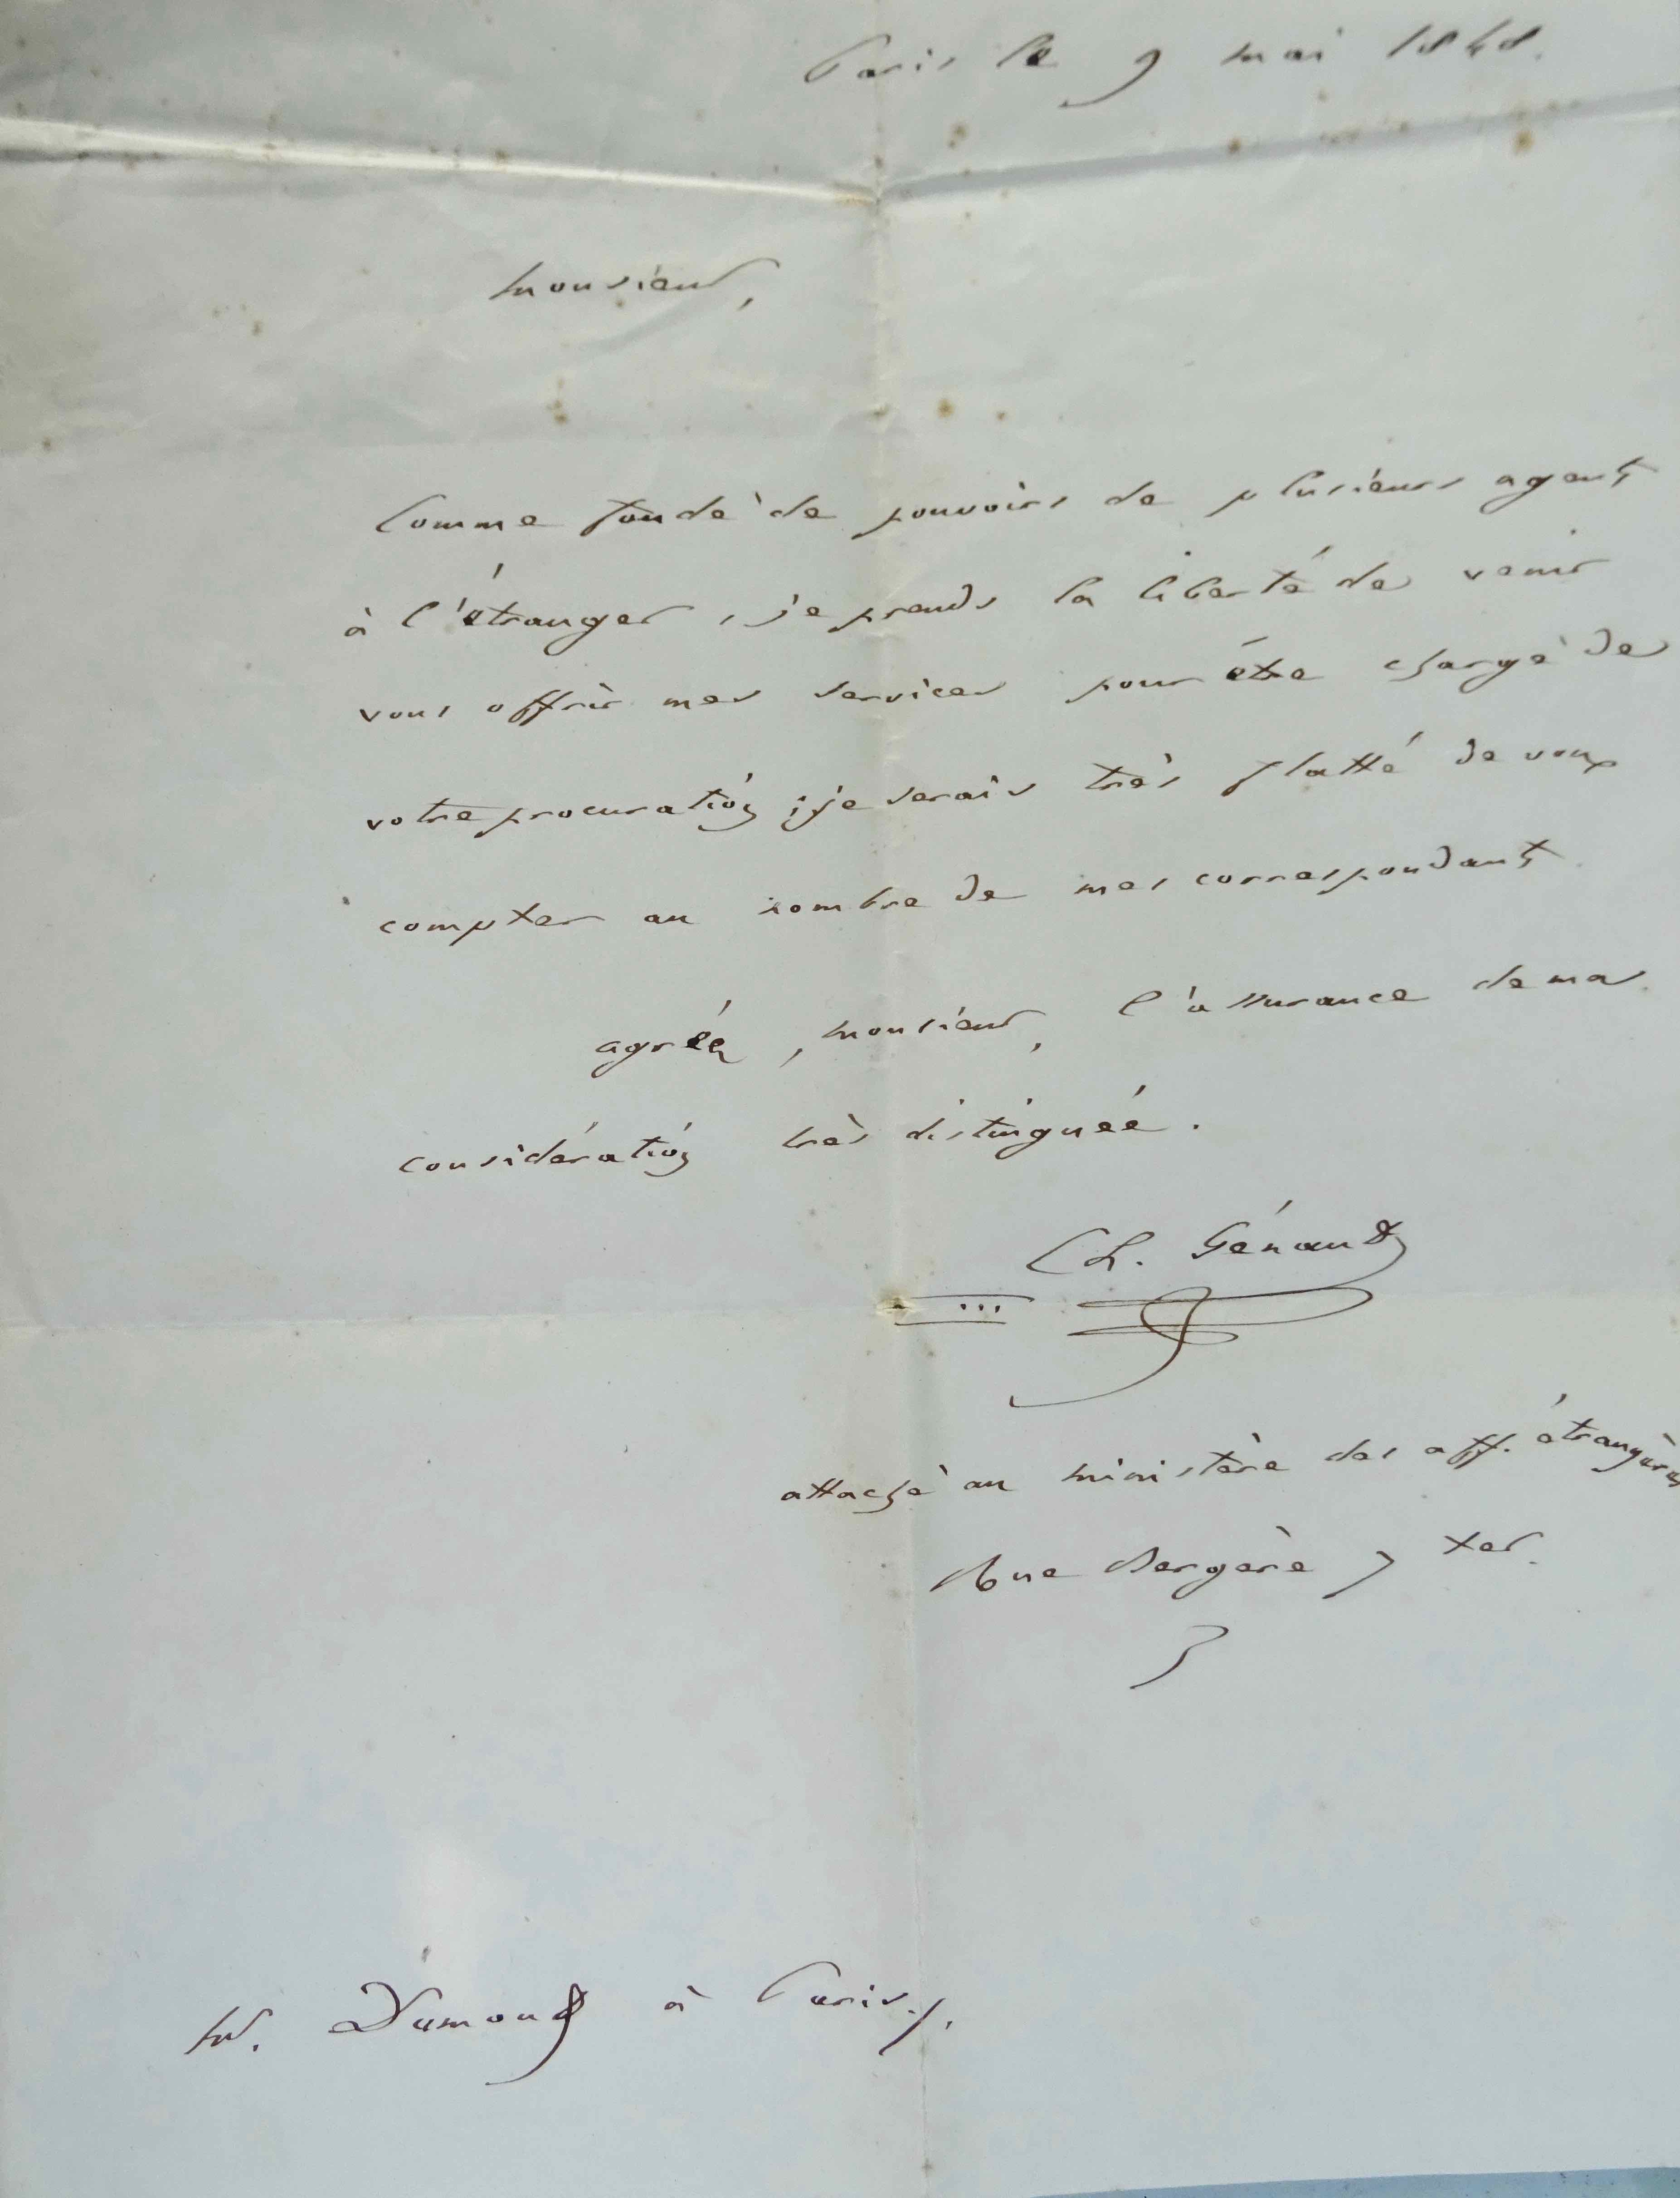 Paris le 9 mai 1848.
Monsieur,
Comme fondé de pouvoirs de plusieurs agents
à l'étranger, je prends la liberté de venir
vous offrir mes services pour être chargé de
votre procuration ; je serais très flatté de vous
compter au nombre de mes correspondants.
agréez, Monsieur, l'assurance de ma
considération très distinguée.
Ch.
attaché au Ministère des aff. étrangères
Rue Bergère 7 ter.
M. Dumont à Paris.